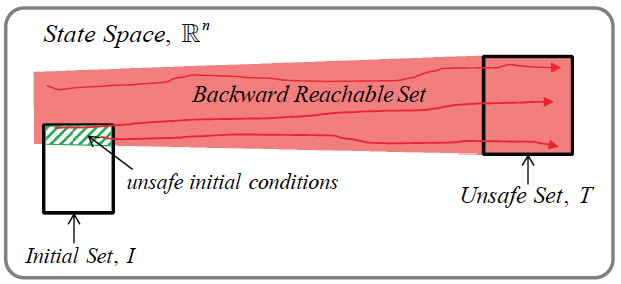 State Space, ℝⁿ
Backward Reachable Set
unsafe initial conditions
Unsafe Set, T
Initial Set, I